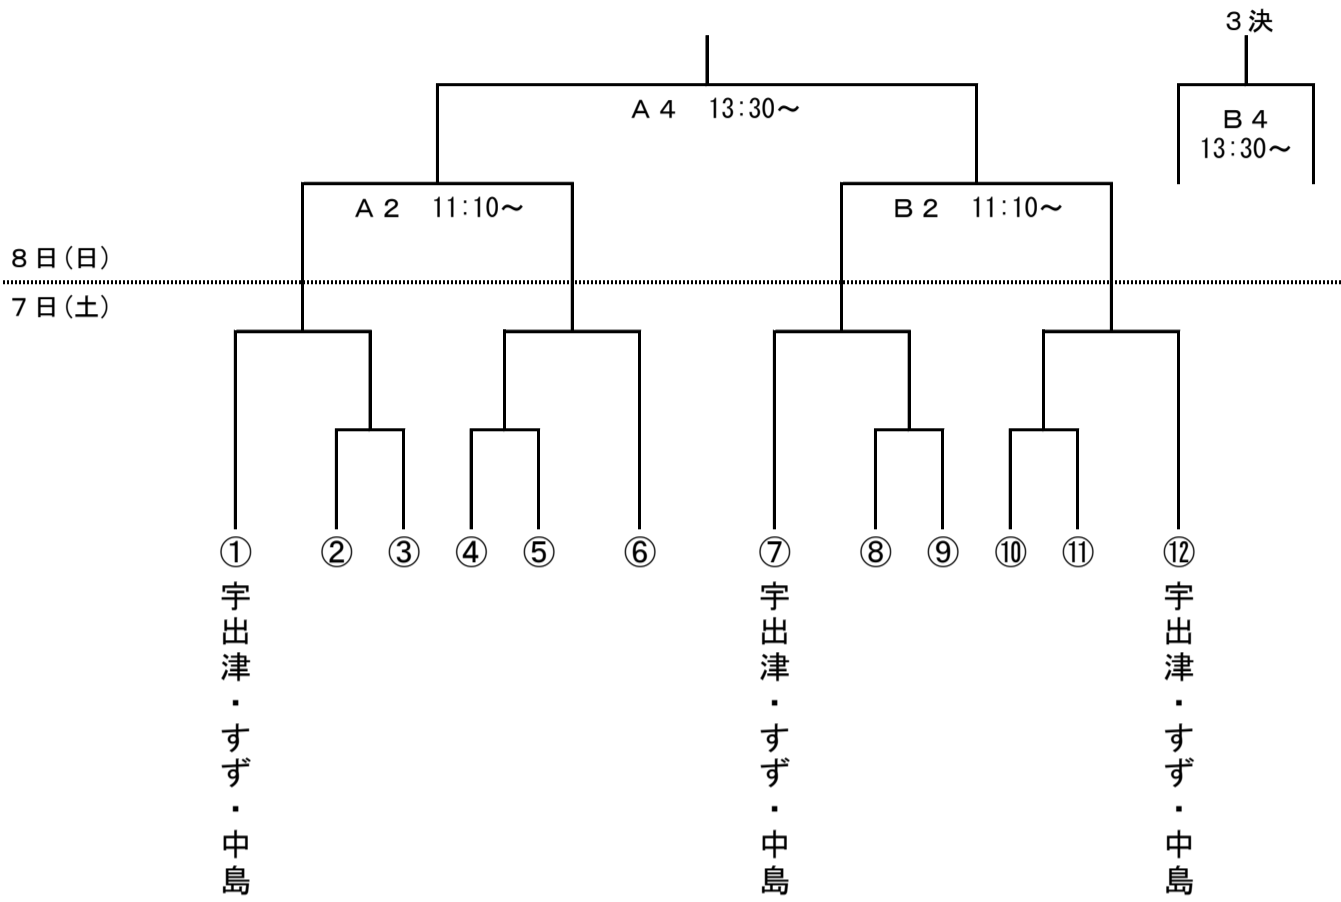 ３決
Ａ４　13:30～
Ｂ４
13:30～
Ａ２　11:10～
Ｂ２　11:10～
８日（日）
７日（土）
① ② ③ ④ ⑤ ⑥ ⑦ ⑧ ⑨ ⑩ ⑪ ⑫
宇出津・すず・中島
宇出津・すず・中島
宇出津・すず・中島